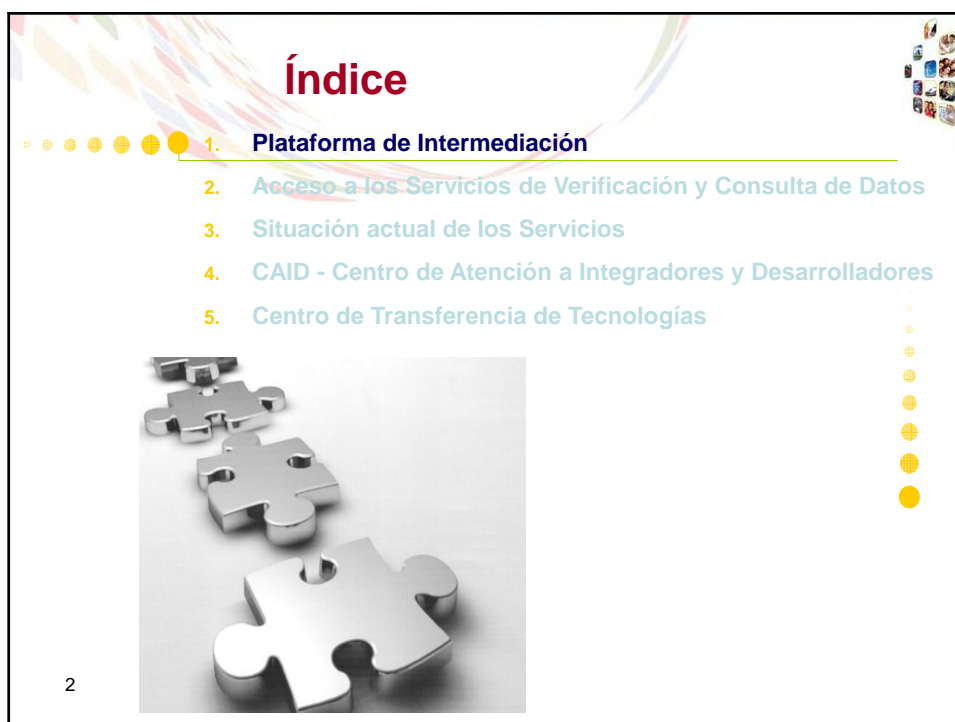 Índice
1. Plataforma de Intermediación
2. Acceso a los Servicios de Verificación y Consulta de Datos
3. Situación actual de los Servicios
4. CAID - Centro de Atención a Integradores y Desarrolladores
5. Centro de Transferencia de Tecnologías
2